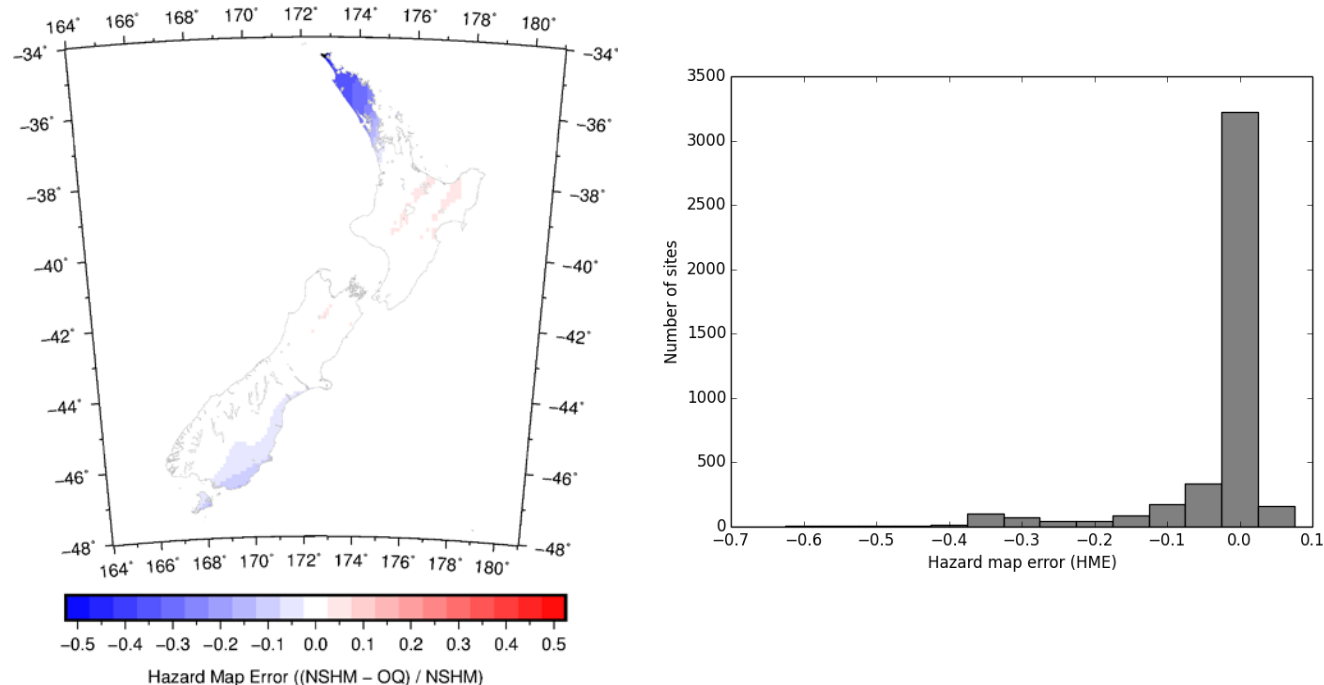 164˚ 166˚ 168˚ 170˚ 172˚ 174˚ 176˚ 178˚ 180˚
−34˚ −34˚
−36˚ −36˚
−38˚ −38˚
−40˚ −40˚
−42˚ −42˚
−44˚ −44˚
−46˚ −46˚
−48˚ −48˚
164˚ 166˚ 168˚ 170˚ 172˚ 174˚ 176˚ 178˚ 180˚
−0.5 −0.4 −0.3 −0.2 −0.1 0.0 0.1 0.2 0.3 0.4 0.5
Hazard Map Error ((NSHM − OQ) / NSHM)
3500
3000
2500
2000
1500
1000
500
0
Number of sites
−0.7 −0.6 −0.5 −0.4 −0.3 −0.2 −0.1 0.0 0.1
Hazard map error (HME)